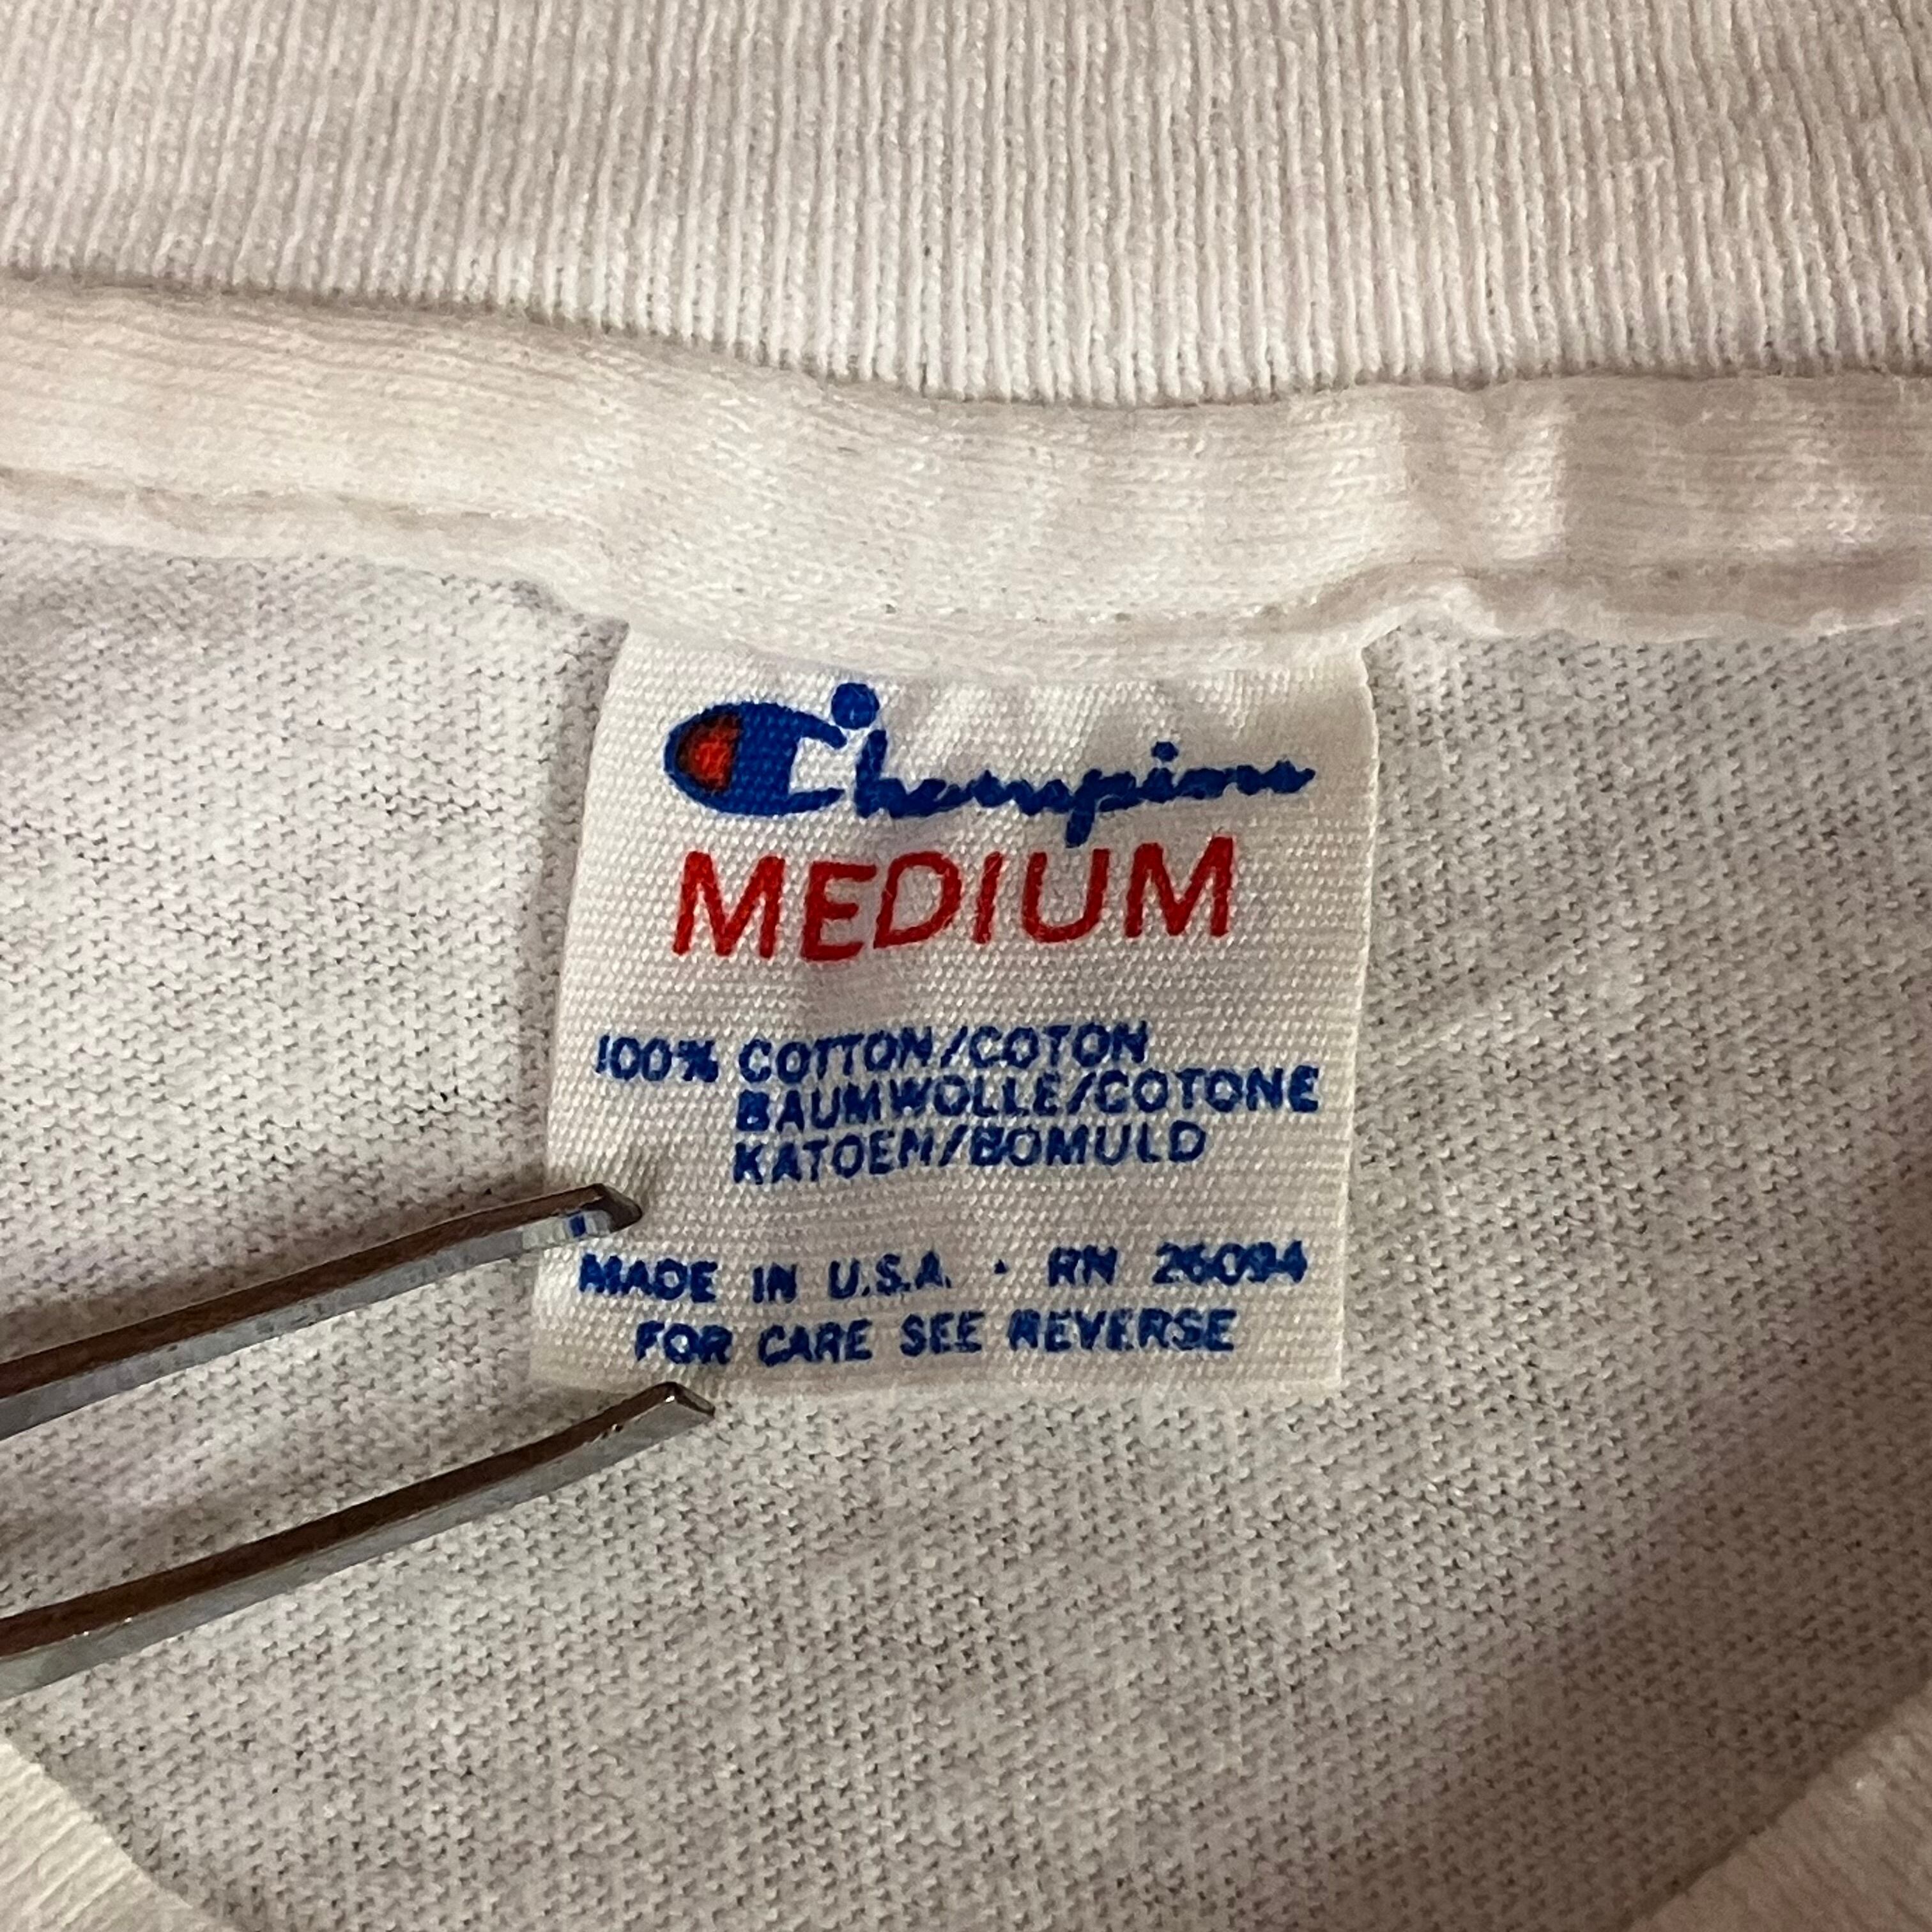 Champion
MEDIUM
100% COTTON/COTON
BAUMWOLLE/COTONE
KATOEN/BOMULD
MADE IN U.S.A. · RN 26094
FOR CARE SEE REVERSE